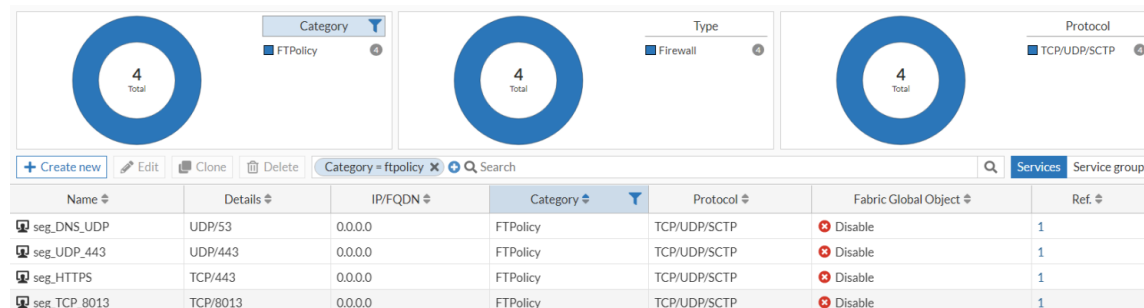 Category
FTPolicy 4
4
Total
Type
Firewall 4
4
Total
Protocol
TCP/UDP/SCTP 4
4
Total
+ Create new Edit Clone Delete Category = ftpolicy Search Services Service group
Name Details IP/FQDN Category Protocol Fabric Global Object Ref.
seg_DNS_UDP UDP/53 0.0.0.0 FTPolicy TCP/UDP/SCTP Disable 1
seg_UDP_443 UDP/443 0.0.0.0 FTPolicy TCP/UDP/SCTP Disable 1
seg_HTTPS TCP/443 0.0.0.0 FTPolicy TCP/UDP/SCTP Disable 1
seg_TCP_8013 TCP/8013 0.0.0.0 FTPolicy TCP/UDP/SCTP Disable 1